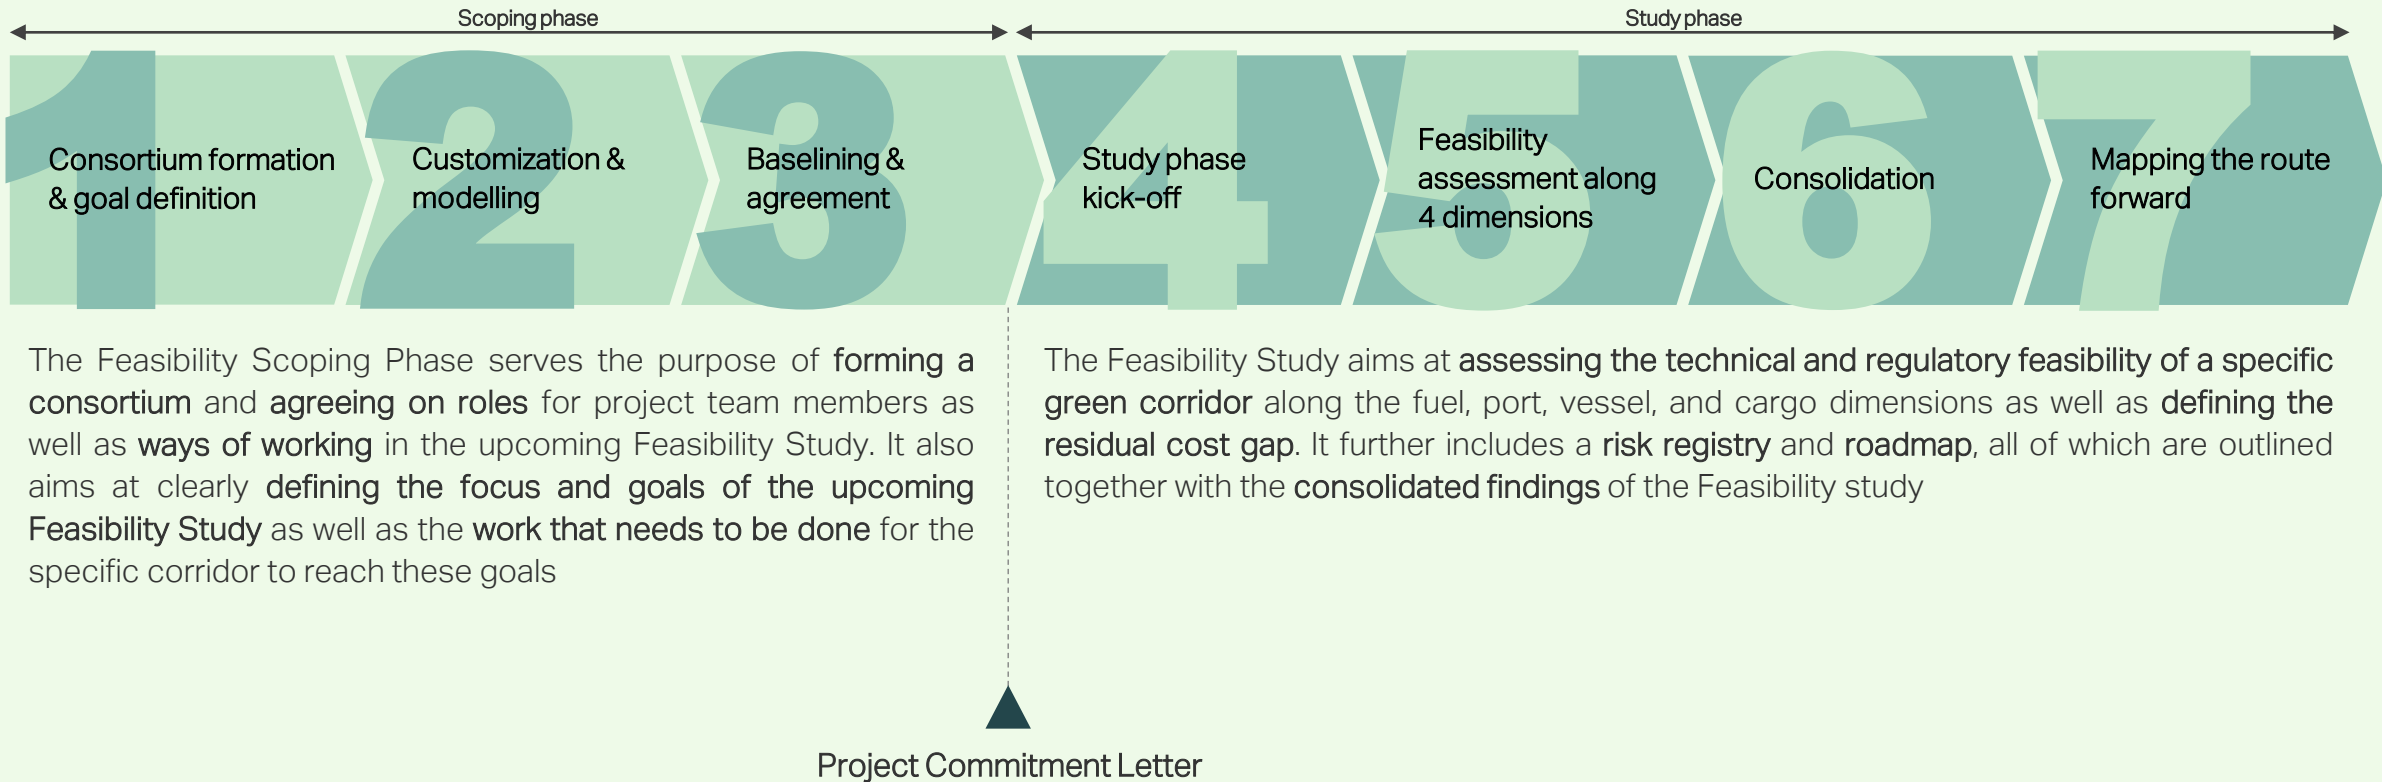 Scoping phase
Study phase
1
Consortium formation
& goal definition
2
Customization &
modelling
3
Baselining &
agreement
4
Study phase
kick-off
5
Feasibility
assessment along
4 dimensions
6
Consolidation
7
Mapping the route
forward
The Feasibility Scoping Phase serves the purpose of forming a
consortium and agreeing on roles for project team members as
well as ways of working in the upcoming Feasibility Study. It also
aims at clearly defining the focus and goals of the upcoming
Feasibility Study as well as the work that needs to be done for the
specific corridor to reach these goals
The Feasibility Study aims at assessing the technical and regulatory feasibility of a specific
green corridor along the fuel, port, vessel, and cargo dimensions as well as defining the
residual cost gap. It further includes a risk registry and roadmap, all of which are outlined
together with the consolidated findings of the Feasibility study
Project Commitment Letter